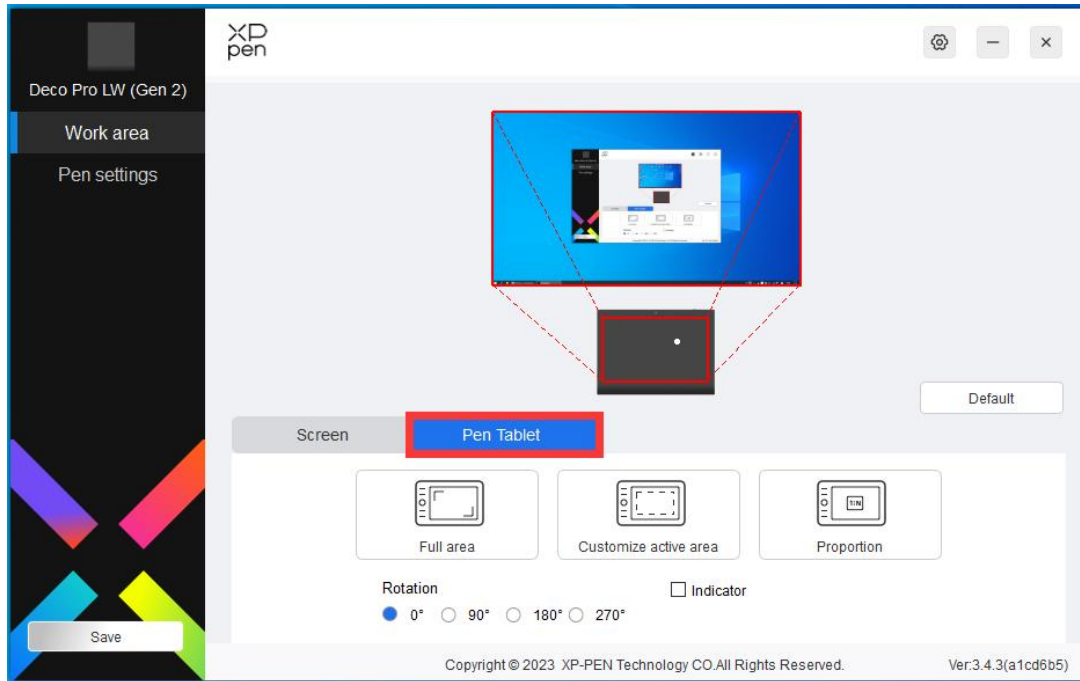 XP
pen
Deco Pro LW (Gen 2)
Work area
Pen settings
Default
Screen
Pen Tablet
Full area
Customize active area
Proportion
Rotation
Indicator
0°
90°
180°
270°
Save
Copyright © 2023 XP-PEN Technology CO.All Rights Reserved.
Ver:3.4.3(a1cd6b5)